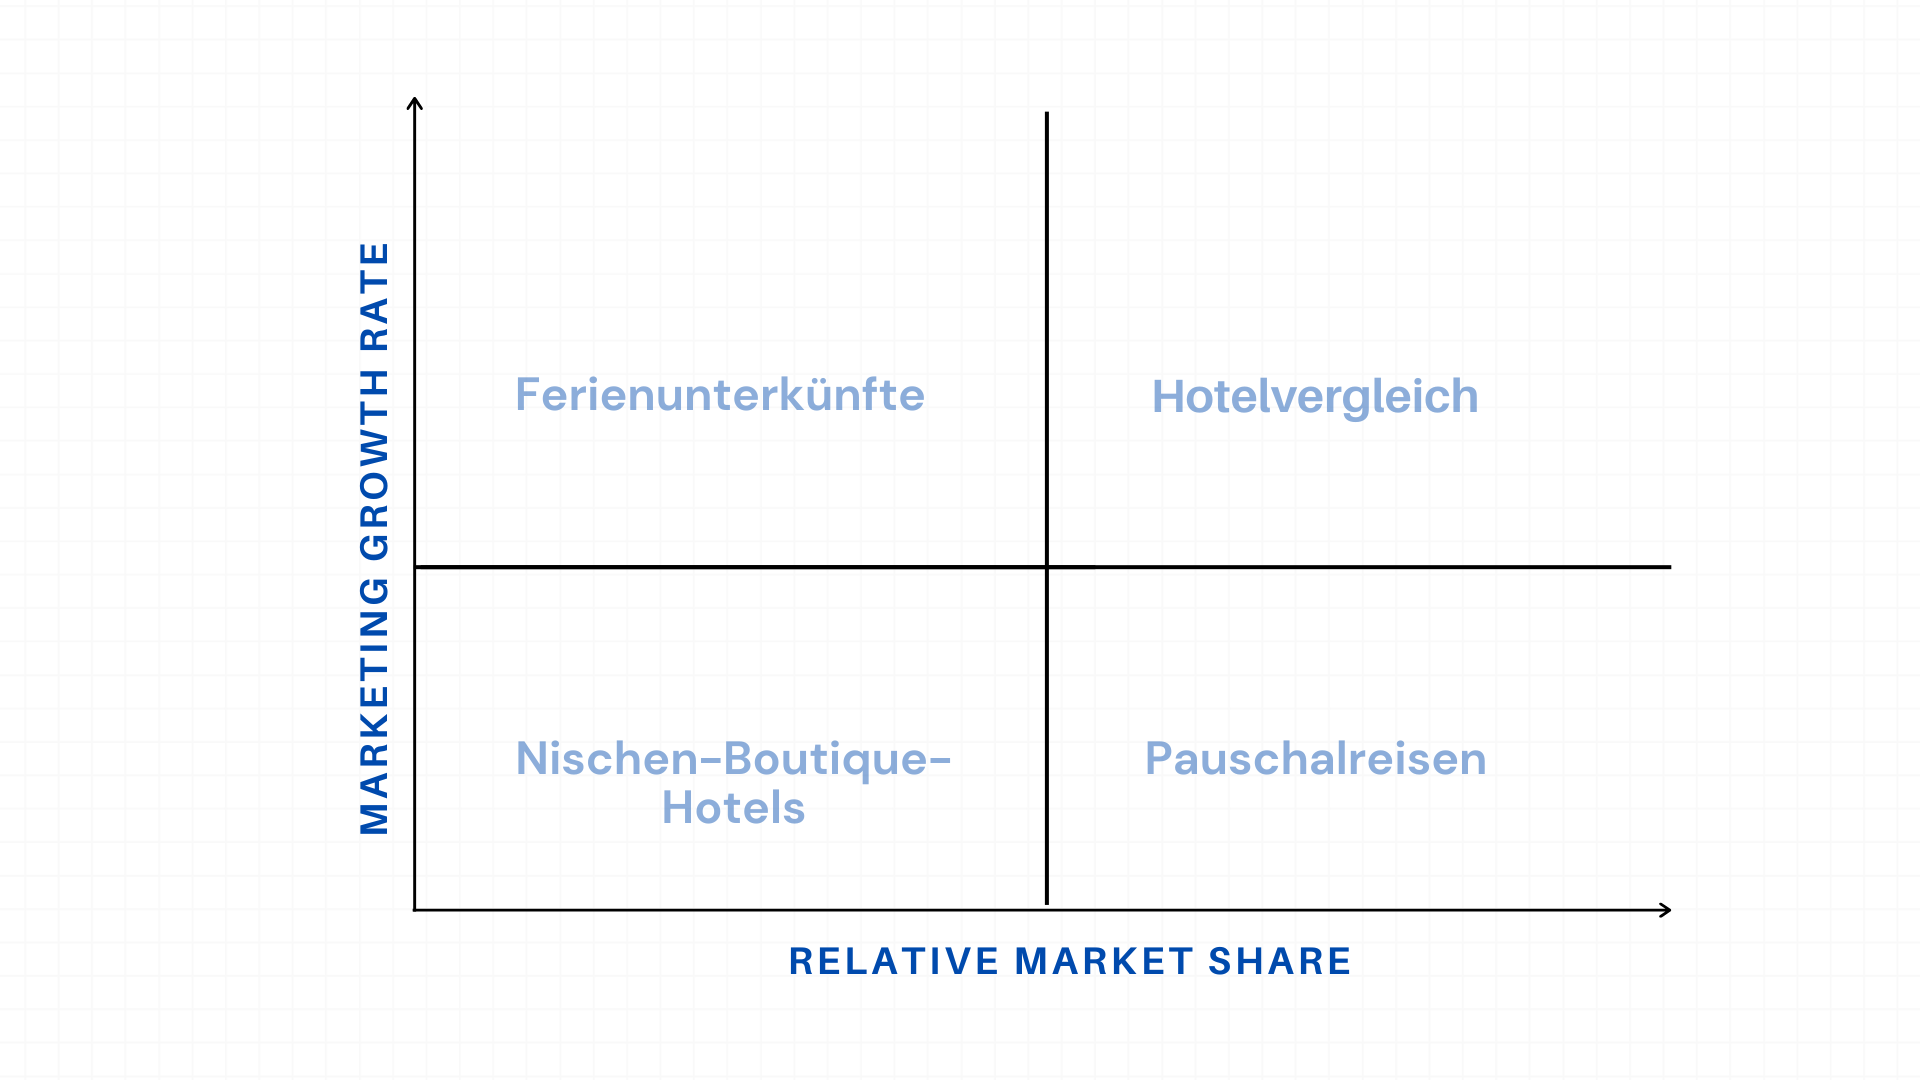 MARKETING GROWTH RATE
Ferienunterkünfte
Hotelvergleich
Nischen-Boutique-
Hotels
Pauschalreisen
RELATIVE MARKET SHARE